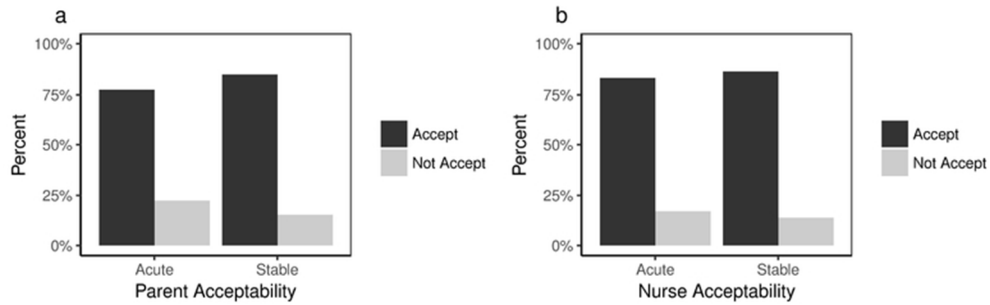 a
100%
75%
50%
25%
0%
Percent
Acute Stable
Parent Acceptability
Accept
Not Accept
b
100%
75%
50%
25%
0%
Percent
Acute Stable
Nurse Acceptability
Accept
Not Accept